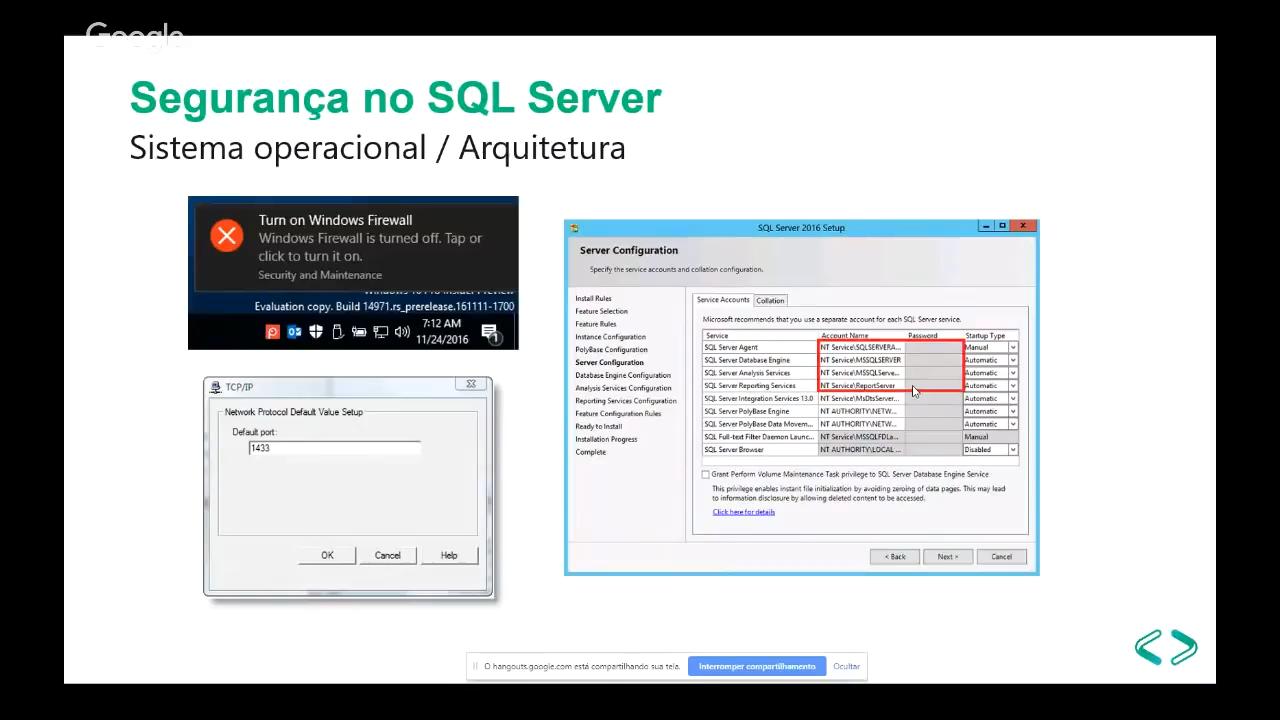 Google
Segurança no SQL Server
Sistema operacional / Arquitetura
Turn on Windows Firewall
Windows Firewall is turned off. Tap or
click to turn it on.
Security and Maintenance
Evaluation copy. Build 14971.rs_prerelease.161111-1700
7:12 AM
11/24/2016
1
TCP/IP
Network Protocol Default Value Setup
Default port:
1433
OK Cancel Help
SQL Server 2016 Setup
Server Configuration
Specify the service accounts and collation configuration.
Install Rules
Feature Selection
Feature Rules
Instance Configuration
PolyBase Configuration
Server Configuration
Database Engine Configuration
Analysis Services Configuration
Reporting Services Configuration
Feature Configuration Rules
Ready to Install
Installation Progress
Complete
Service Accounts Collation
Microsoft recommends that you use a separate account for each SQL Server service.
Service Account Name Password Startup Type
SQL Server Agent NT Service\SQLSERVERA... Manual
SQL Server Database Engine NT Service\MSSQLSERVER Automatic
SQL Server Analysis Services NT Service\MSSQLServe... Automatic
SQL Server Reporting Services NT Service\ReportServer Automatic
SQL Server Integration Services 13.0 NT Service\MsDtsServer... Automatic
SQL Server PolyBase Engine NT AUTHORITY\NETW... Automatic
SQL Server PolyBase Data Movem... NT AUTHORITY\NETW... Automatic
SQL Full-text Filter Daemon Launc... NT Service\MSSQLFDLa... Manual
SQL Server Browser NT AUTHORITY\LOCAL ... Disabled
Grant Perform Volume Maintenance Task privilege to SQL Server Database Engine Service
This privilege enables instant file initialization by avoiding zeroing of data pages. This may lead
to information disclosure by allowing deleted content to be accessed.
Click here for details
< Back Next > Cancel
O hangouts.google.com está compartilhando sua tela. Interromper compartilhamento Ocultar